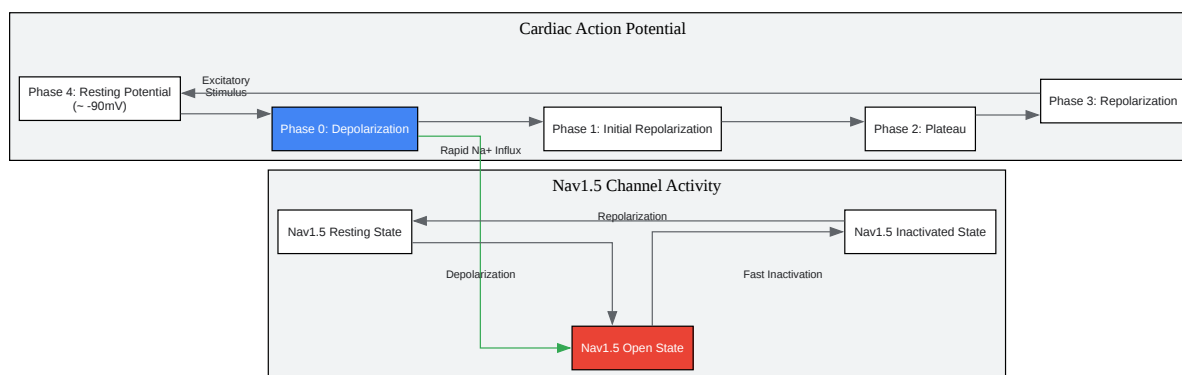 Cardiac Action Potential
Phase 4: Resting Potential
(~ -90mV)
Excitatory
Stimulus
Phase 0: Depolarization
Phase 1: Initial Repolarization
Phase 2: Plateau
Phase 3: Repolarization
Rapid Na+ Influx
Nav1.5 Channel Activity
Nav1.5 Resting State
Repolarization
Nav1.5 Inactivated State
Depolarization
Fast Inactivation
Nav1.5 Open State